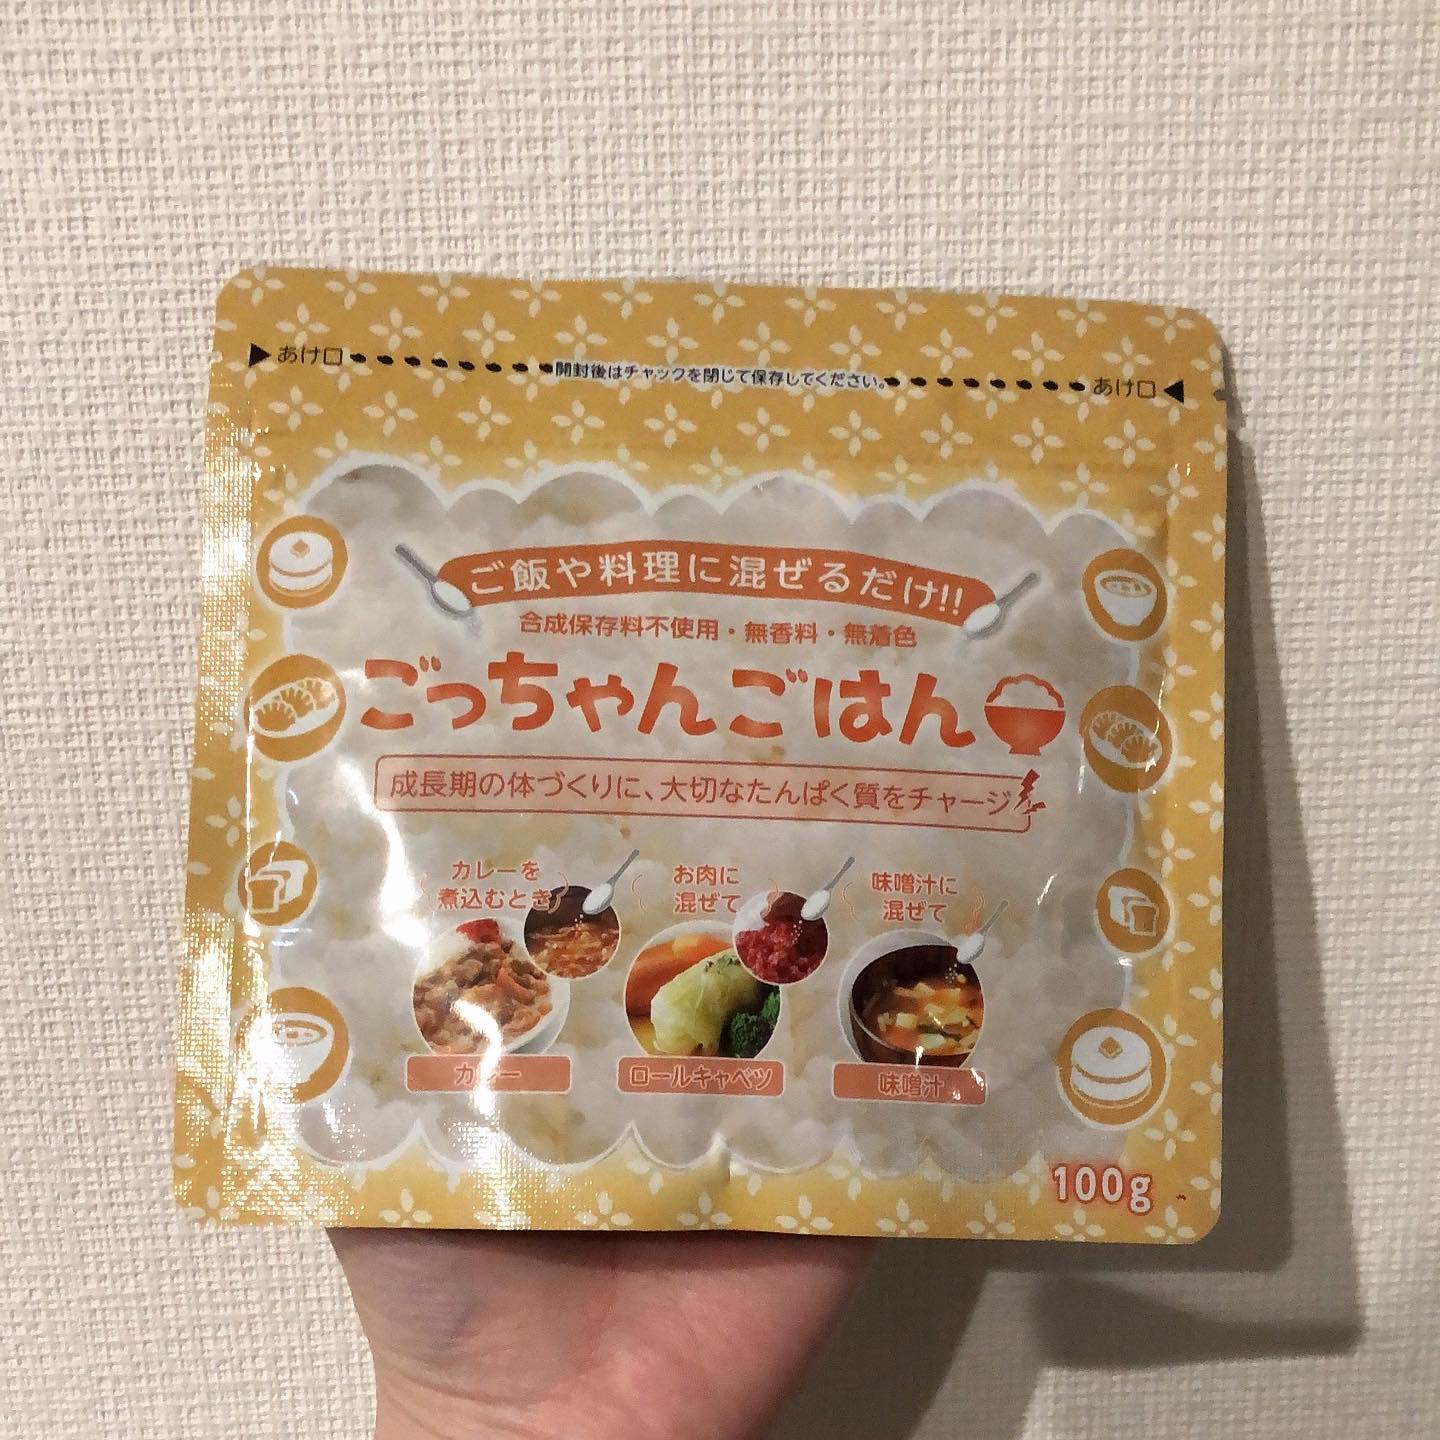 あけ口
開封後はチャックを閉じて保存してください。
あけ口
ご飯や料理に混ぜるだけ!!
合成保存料不使用・無香料・無着色
ごっちゃんごはん
成長期の体づくりに、大切なたんぱく質をチャージ
カレーを
煮込むとき
お肉に
混ぜて
味噌汁に
混ぜて
カレー
ロールキャベツ
味噌汁
100g